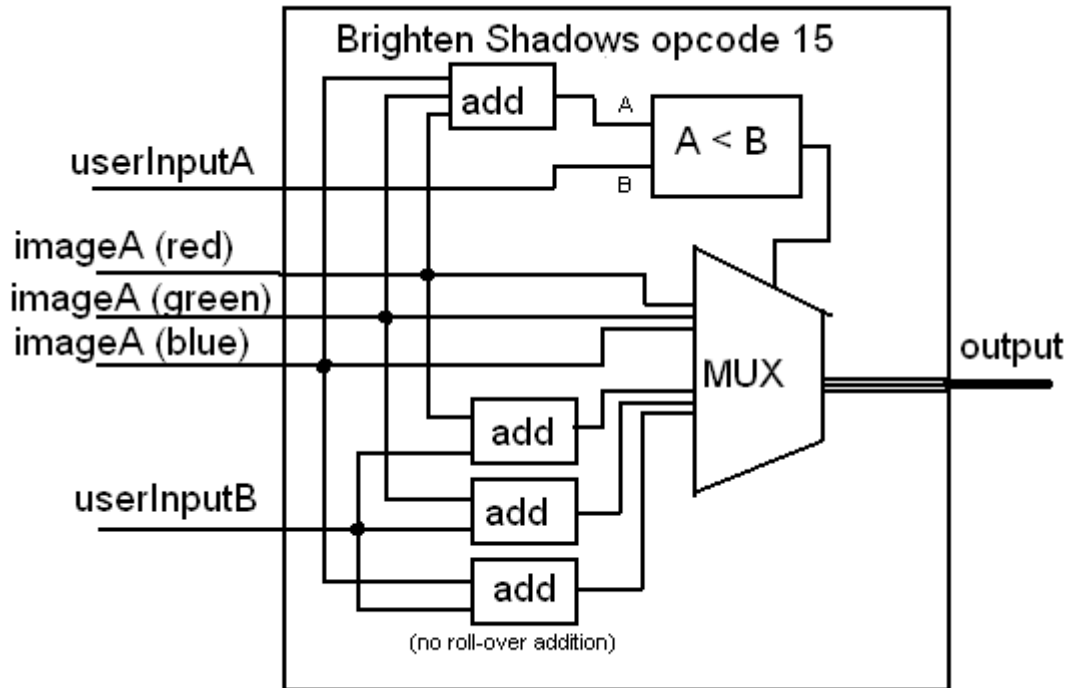 Brighten Shadows opcode 15
add
A
A < B
userInputA
B
imageA (red)
imageA (green)
imageA (blue)
output
MUX
add
userInputB
add
add
(no roll-over addition)